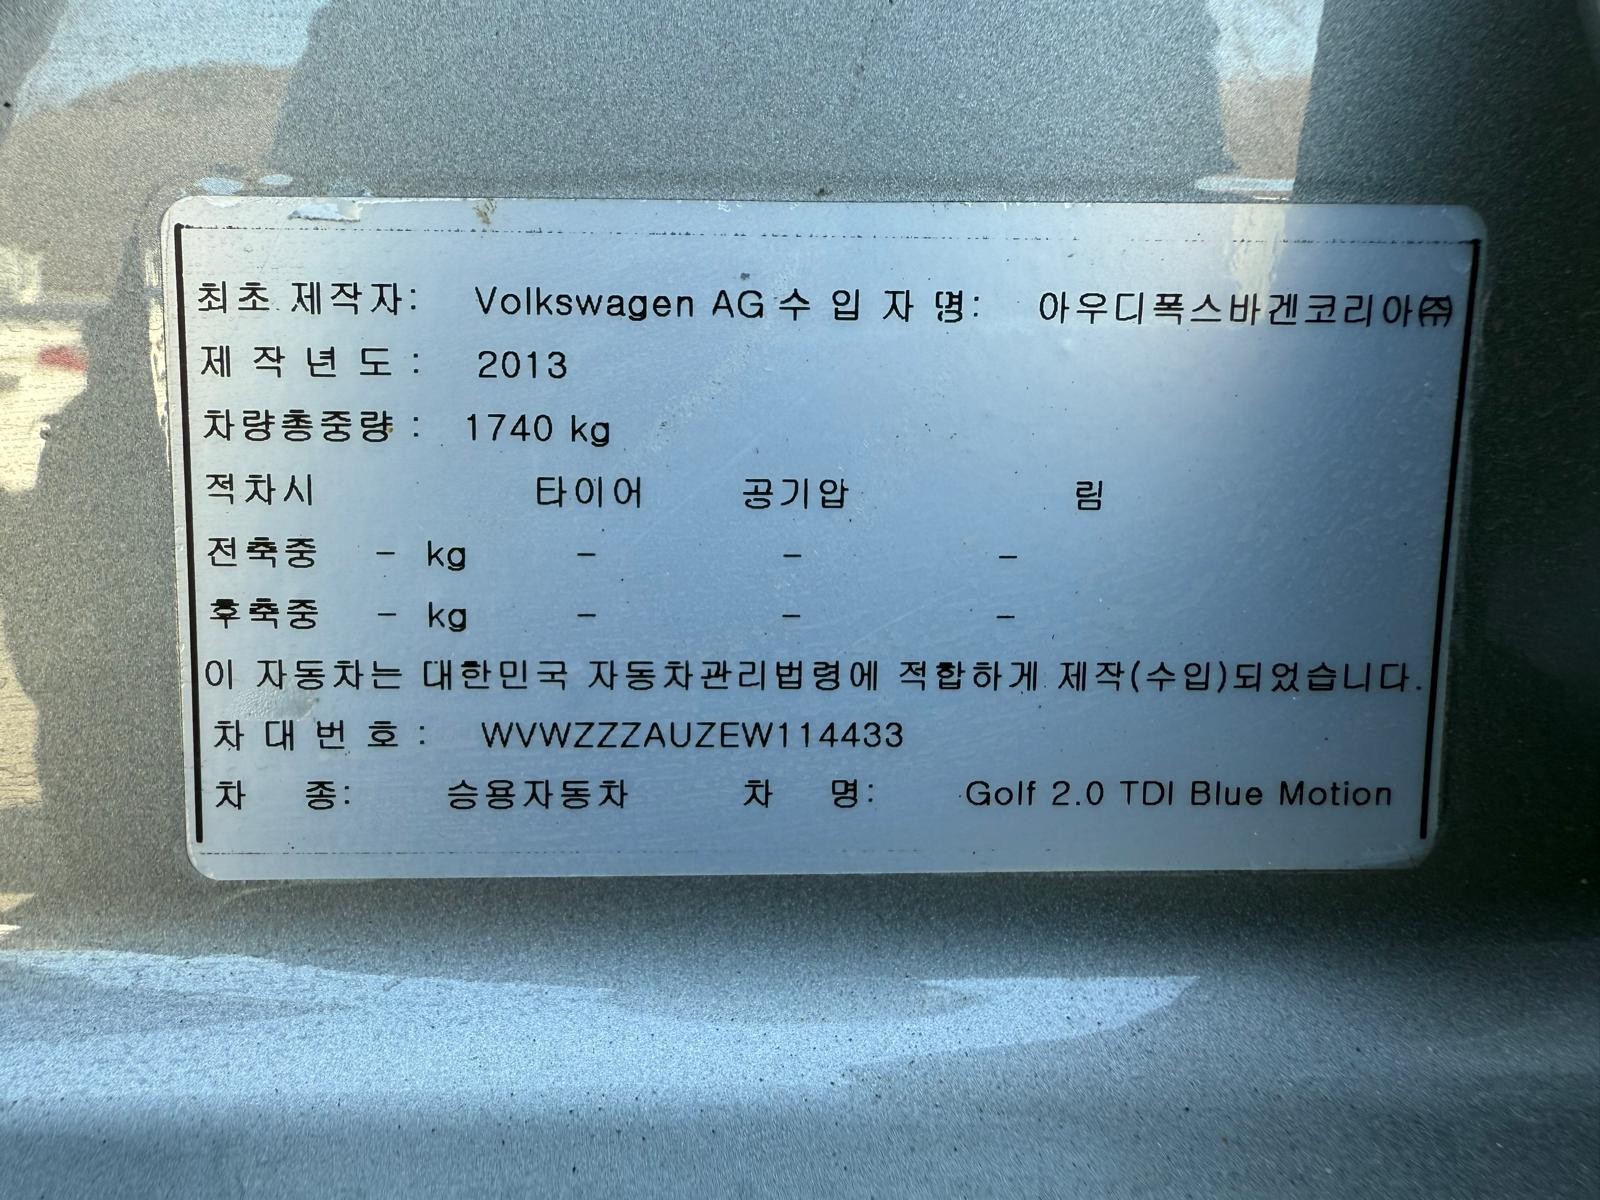 최초 제작자: Volkswagen AG 수 입 자 명: 아우디폭스바겐코리아㈜
제 작 년 도 : 2013
차량총중량 : 1740 kg
적차시 타이어 공기압 림
전축중 - kg - - -
후축중 - kg - - -
이 자동차는 대한민국 자동차관리법령에 적합하게 제작(수입)되었습니다.
차 대 번 호 : WVWZZZAUZEW114433
차 종: 승용자동차 차 명: Golf 2.0 TDI Blue Motion